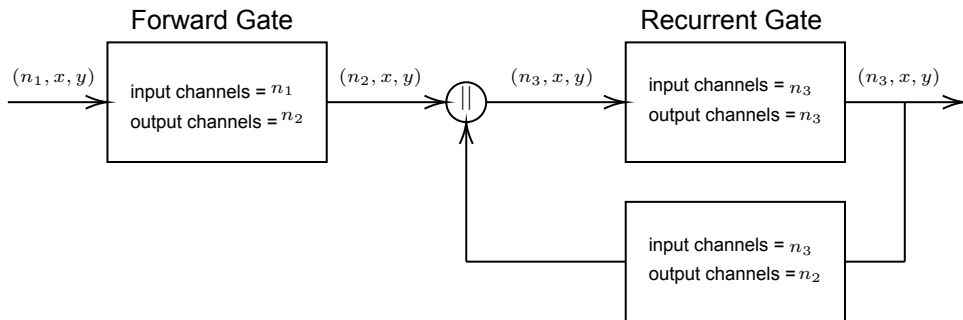 Forward Gate
Recurrent Gate
(n₁, x, y)
input channels = n₁
output channels = n₂
(n₂, x, y)
||
(n₃, x, y)
input channels = n₃
output channels = n₃
(n₃, x, y)
input channels = n₃
output channels = n₂